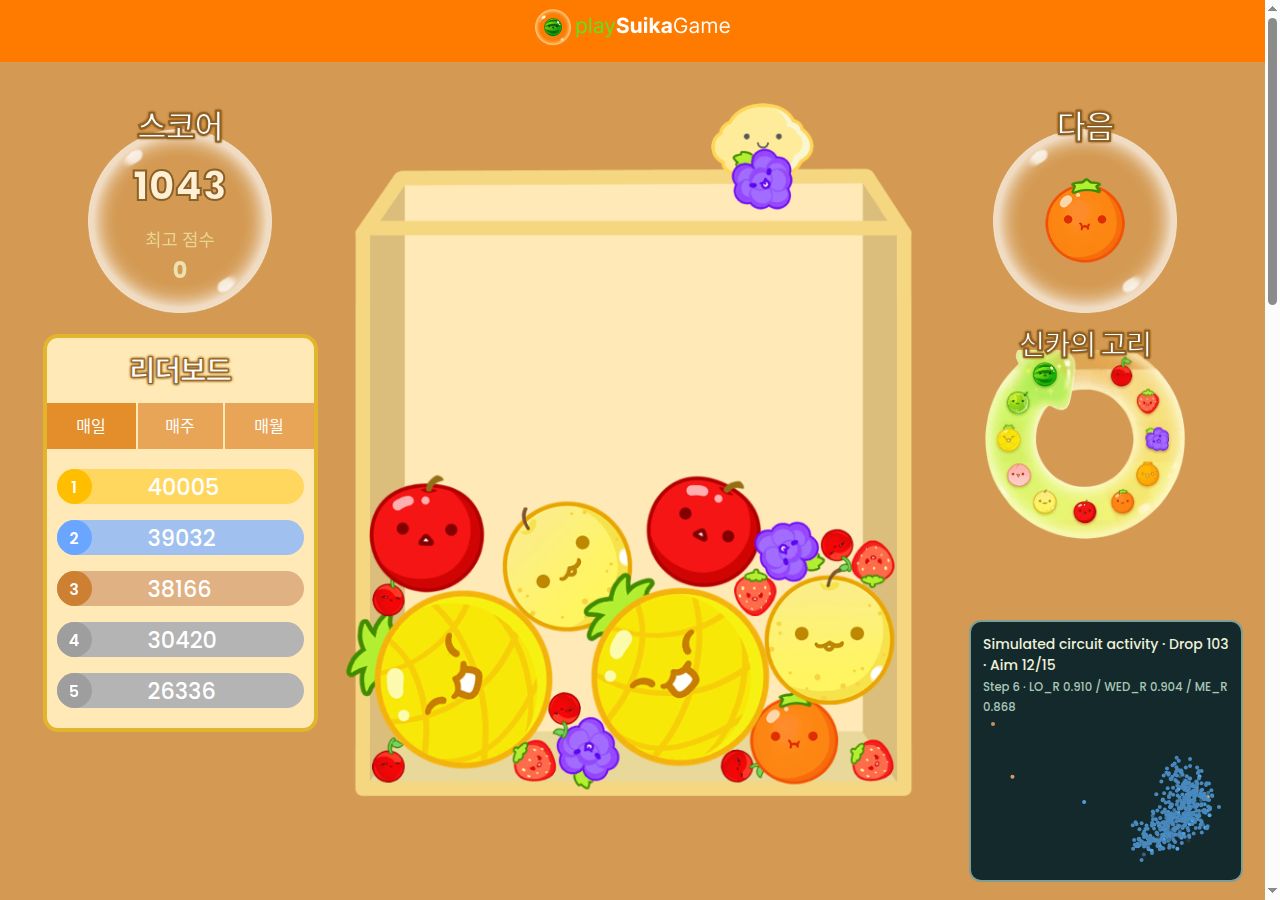 playSuikaGame
스코어
1043
최고 점수
0
리더보드
매일 매주 매월
1 40005
2 39032
3 38166
4 30420
5 26336
다음
신카의 고리
Simulated circuit activity · Drop 103
· Aim 12/15
Step 6 · LO_R 0.910 / WED_R 0.904 / ME_R
0.868